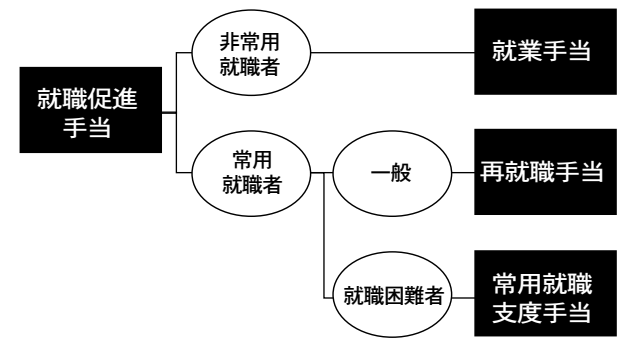 就職促進
手当
非常用
就職者
就業手当
常用
就職者
一般
再就職手当
就職困難者
常用就職
支度手当